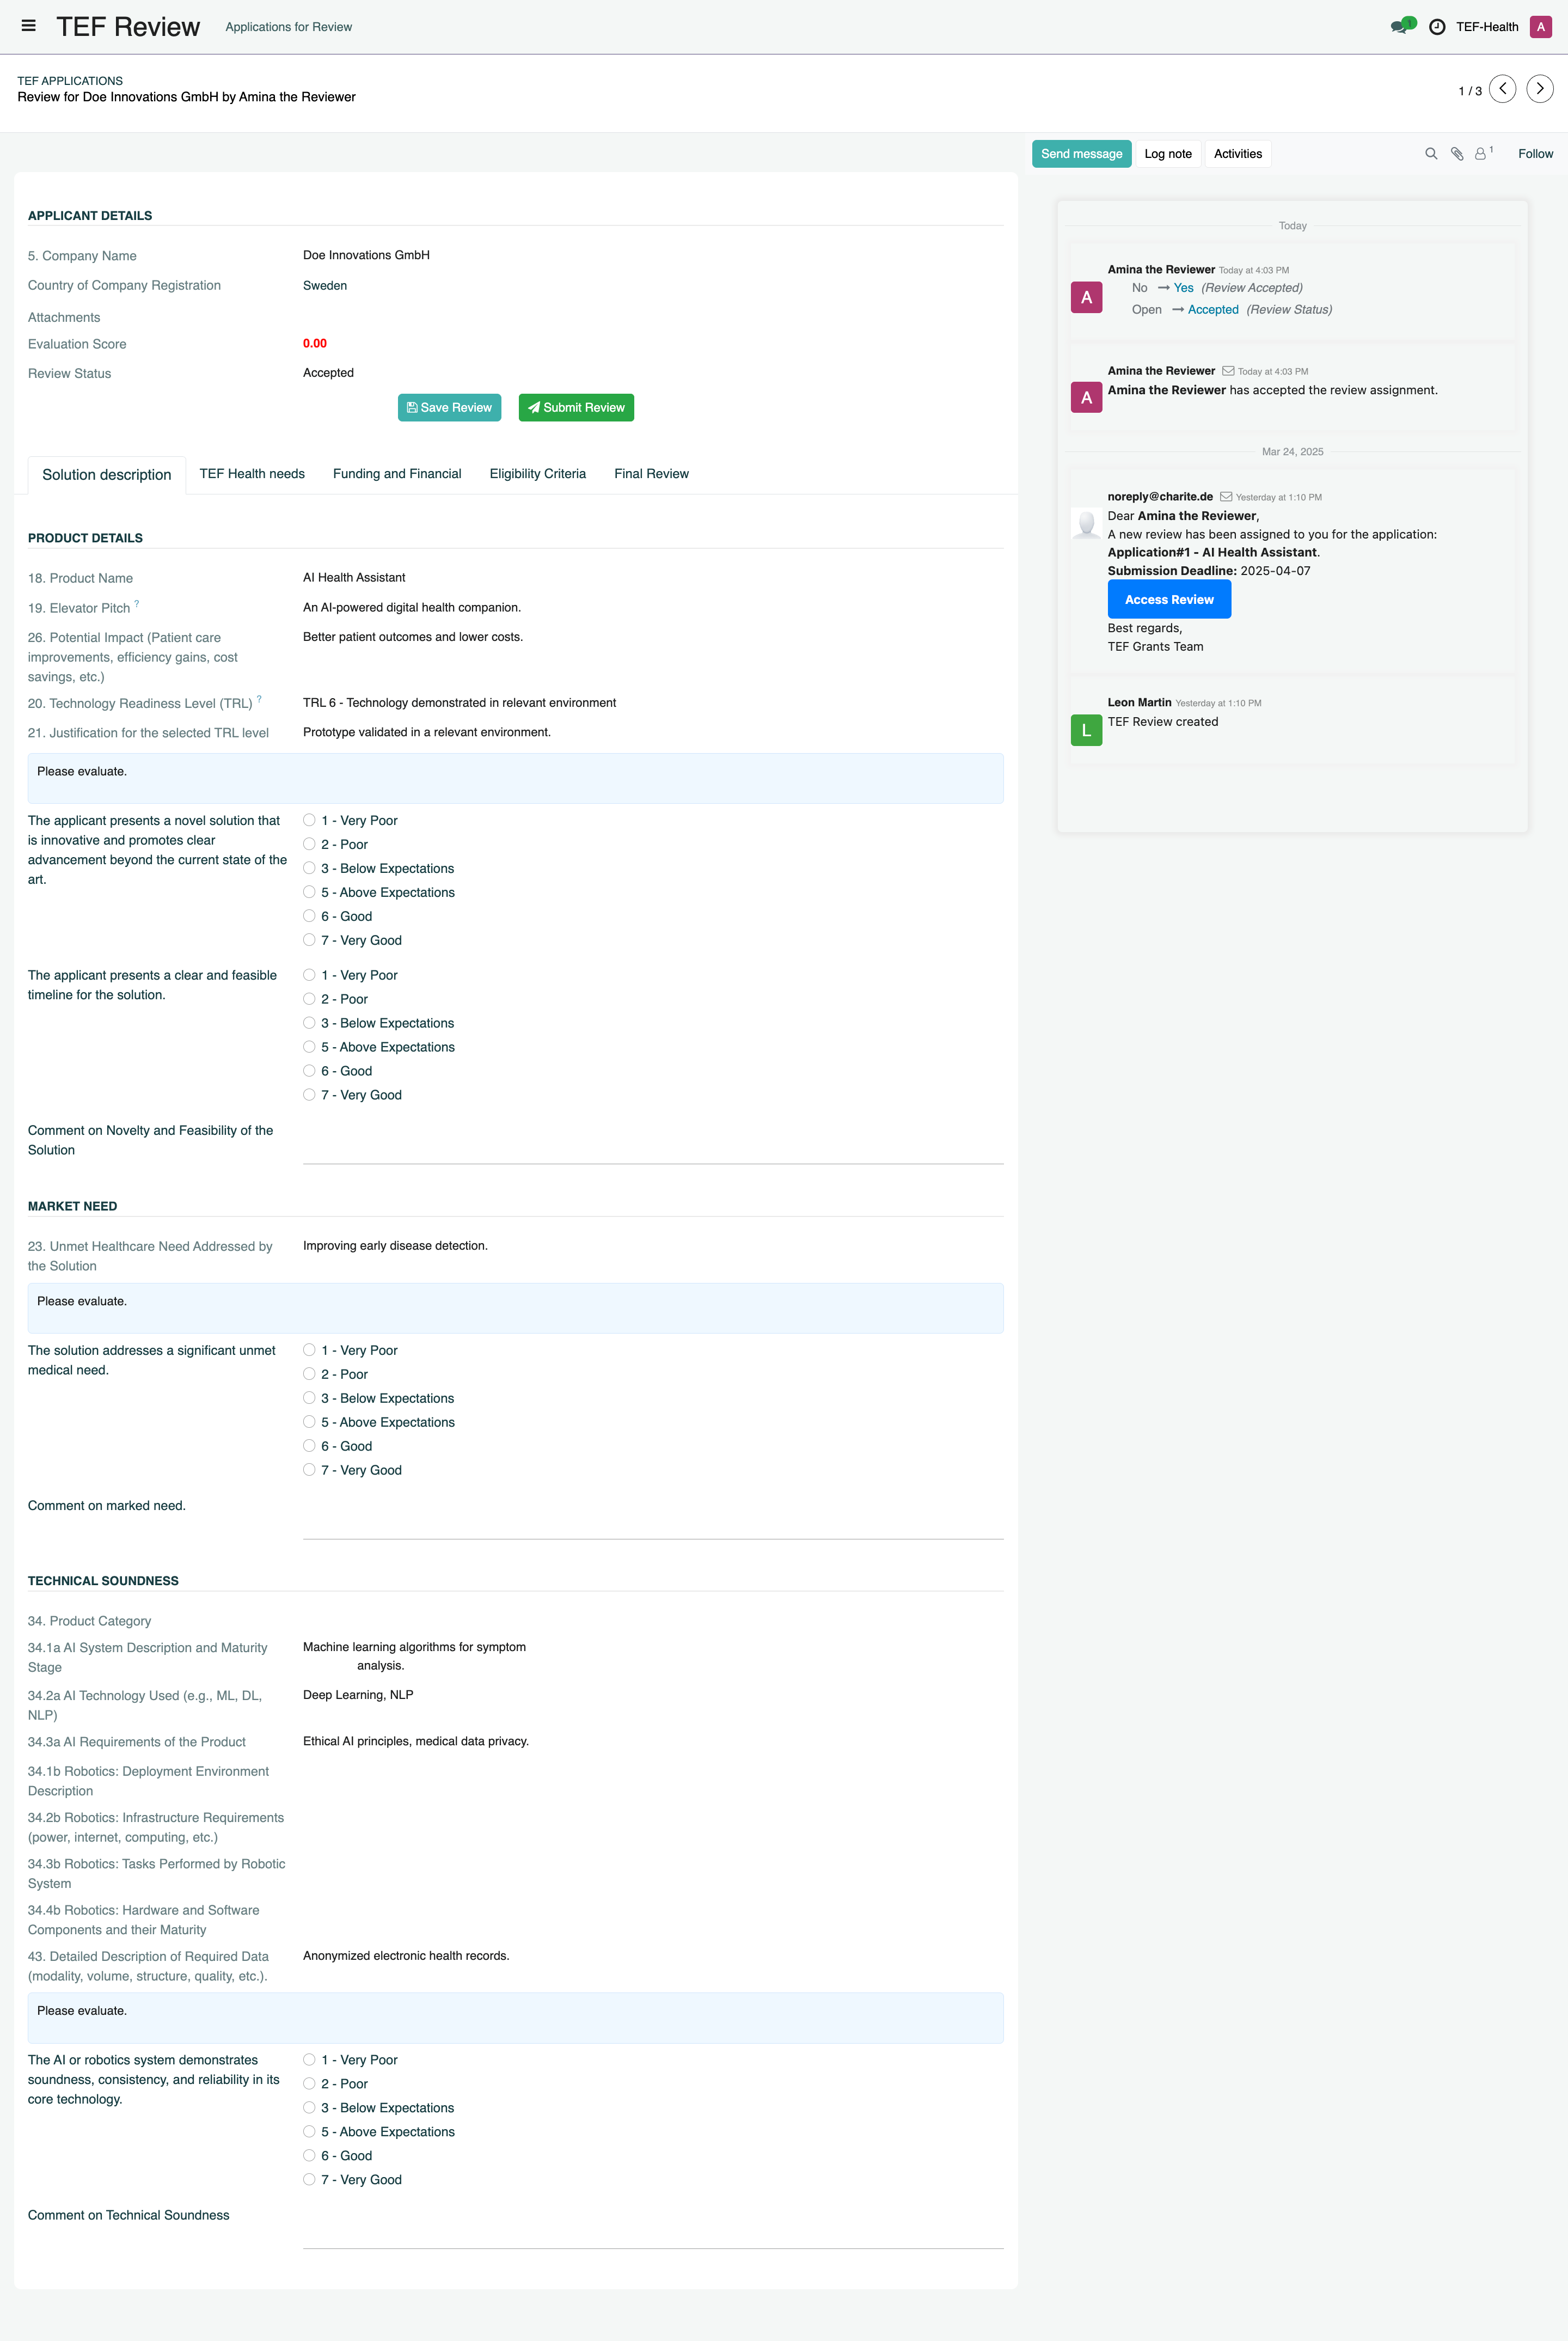 TEF Review
Applications for Review
1
TEF-Health
A
TEF APPLICATIONS
Review for Doe Innovations GmbH by Amina the Reviewer
1 / 3
APPLICANT DETAILS
5. Company Name
Doe Innovations GmbH
Country of Company Registration
Sweden
Attachments
Evaluation Score
0.00
Review Status
Accepted
Save Review
Submit Review
Solution description
TEF Health needs
Funding and Financial
Eligibility Criteria
Final Review
PRODUCT DETAILS
18. Product Name
AI Health Assistant
19. Elevator Pitch ?
An AI-powered digital health companion.
26. Potential Impact (Patient care
improvements, efficiency gains, cost
savings, etc.)
Better patient outcomes and lower costs.
20. Technology Readiness Level (TRL) ?
TRL 6 - Technology demonstrated in relevant environment
21. Justification for the selected TRL level
Prototype validated in a relevant environment.
Please evaluate.
The applicant presents a novel solution that
is innovative and promotes clear
advancement beyond the current state of the
art.
1 - Very Poor
2 - Poor
3 - Below Expectations
5 - Above Expectations
6 - Good
7 - Very Good
The applicant presents a clear and feasible
timeline for the solution.
1 - Very Poor
2 - Poor
3 - Below Expectations
5 - Above Expectations
6 - Good
7 - Very Good
Comment on Novelty and Feasibility of the
Solution
MARKET NEED
23. Unmet Healthcare Need Addressed by
the Solution
Improving early disease detection.
Please evaluate.
The solution addresses a significant unmet
medical need.
1 - Very Poor
2 - Poor
3 - Below Expectations
5 - Above Expectations
6 - Good
7 - Very Good
Comment on marked need.
TECHNICAL SOUNDNESS
34. Product Category
34.1a AI System Description and Maturity
Stage
Machine learning algorithms for symptom
analysis.
34.2a AI Technology Used (e.g., ML, DL,
NLP)
Deep Learning, NLP
34.3a AI Requirements of the Product
Ethical AI principles, medical data privacy.
34.1b Robotics: Deployment Environment
Description
34.2b Robotics: Infrastructure Requirements
(power, internet, computing, etc.)
34.3b Robotics: Tasks Performed by Robotic
System
34.4b Robotics: Hardware and Software
Components and their Maturity
43. Detailed Description of Required Data
(modality, volume, structure, quality, etc.).
Anonymized electronic health records.
Please evaluate.
The AI or robotics system demonstrates
soundness, consistency, and reliability in its
core technology.
1 - Very Poor
2 - Poor
3 - Below Expectations
5 - Above Expectations
6 - Good
7 - Very Good
Comment on Technical Soundness
Send message
Log note
Activities
1
Follow
Today
Amina the Reviewer Today at 4:03 PM
A
No → Yes (Review Accepted)
Open → Accepted (Review Status)
Amina the Reviewer Today at 4:03 PM
A
Amina the Reviewer has accepted the review assignment.
Mar 24, 2025
noreply@charite.de Yesterday at 1:10 PM
Dear Amina the Reviewer,
A new review has been assigned to you for the application:
Application#1 - AI Health Assistant.
Submission Deadline: 2025-04-07
Access Review
Best regards,
TEF Grants Team
Leon Martin Yesterday at 1:10 PM
L
TEF Review created